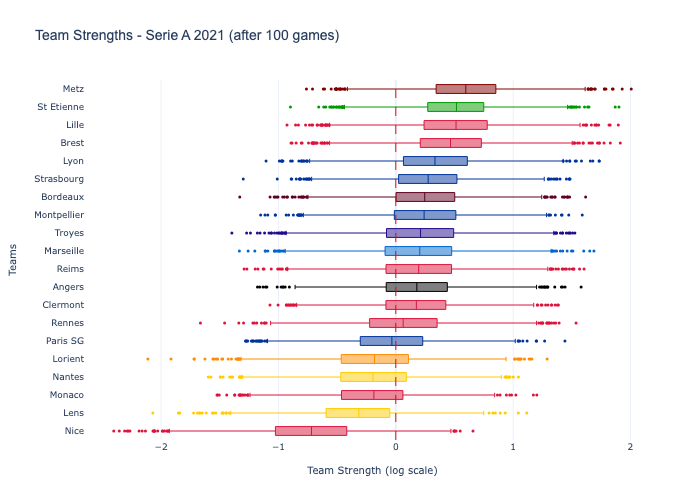 Team Strengths - Serie A 2021 (after 100 games)
Metz
St Etienne
Lille
Brest
Lyon
Strasbourg
Bordeaux
Montpellier
Troyes
Marseille
Reims
Angers
Clermont
Rennes
Paris SG
Lorient
Nantes
Monaco
Lens
Nice
Teams
−2 −1 0 1 2
Team Strength (log scale)